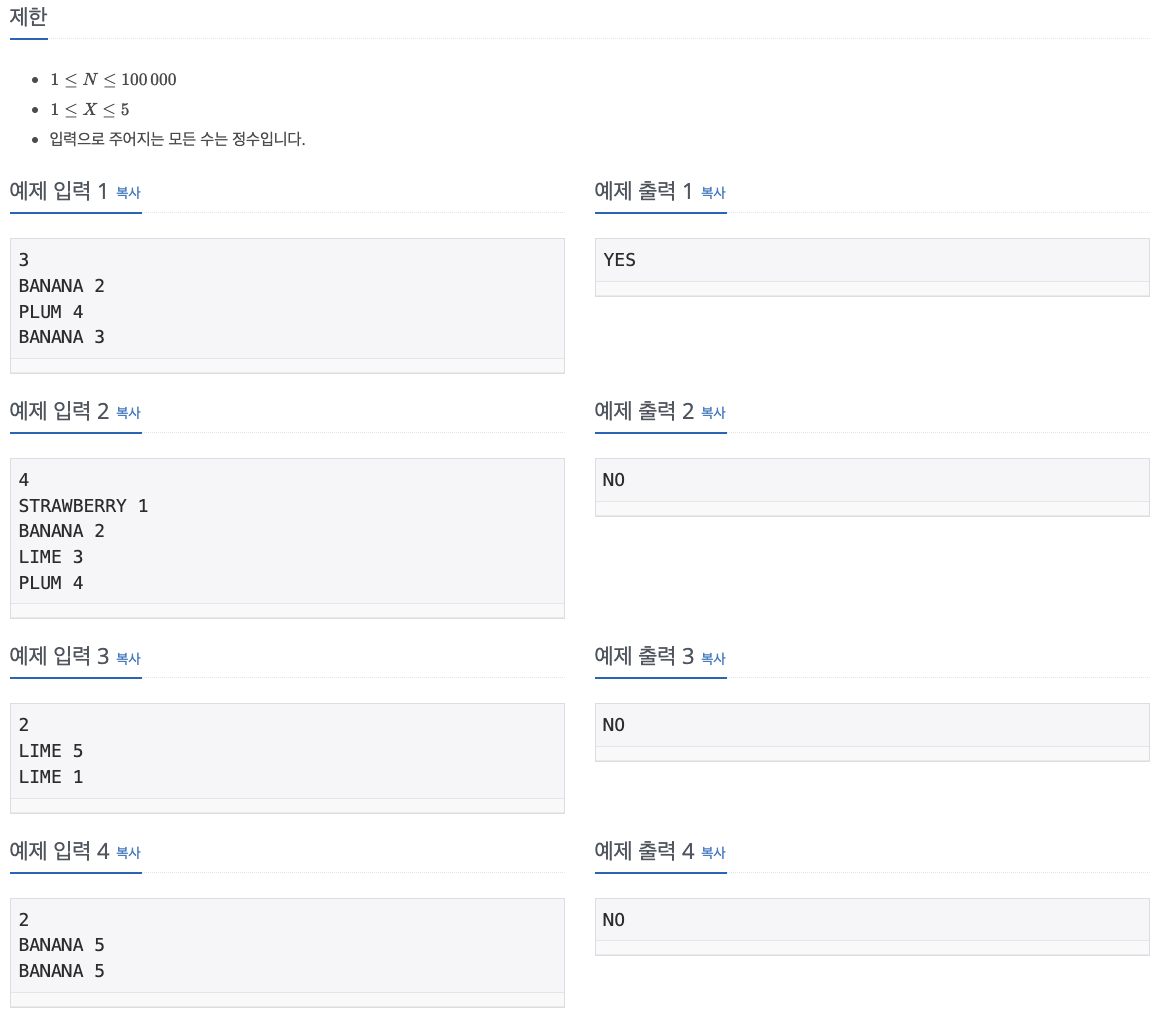 제한
1 ≤ N ≤ 100 000
1 ≤ X ≤ 5
입력으로 주어지는 모든 수는 정수입니다.
예제 입력 1 복사
3
BANANA 2
PLUM 4
BANANA 3
예제 출력 1 복사
YES
예제 입력 2 복사
4
STRAWBERRY 1
BANANA 2
LIME 3
PLUM 4
예제 출력 2 복사
NO
예제 입력 3 복사
2
LIME 5
LIME 1
예제 출력 3 복사
NO
예제 입력 4 복사
2
BANANA 5
BANANA 5
예제 출력 4 복사
NO